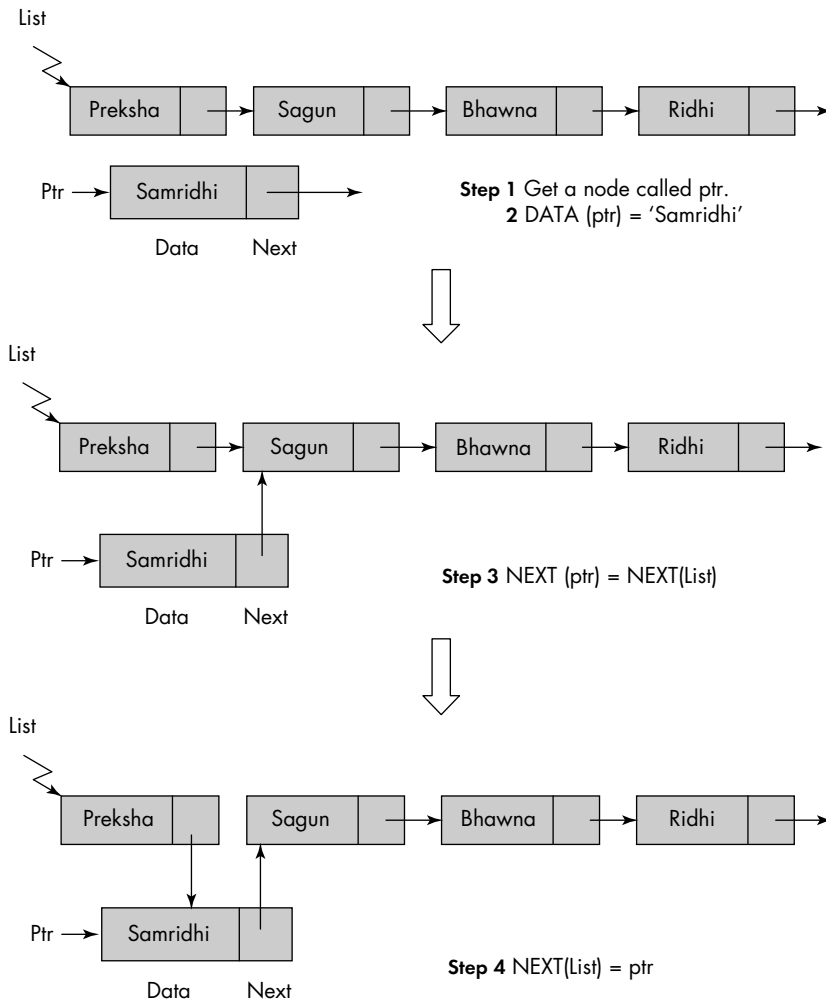 List
Preksha Sagun Bhawna Ridhi
Ptr Samridhi
Data Next
Step 1 Get a node called ptr.
2 DATA (ptr) = ‘Samridhi’
List
Preksha Sagun Bhawna Ridhi
Ptr Samridhi
Data Next
Step 3 NEXT (ptr) = NEXT(List)
List
Preksha Sagun Bhawna Ridhi
Ptr Samridhi
Data Next
Step 4 NEXT(List) = ptr